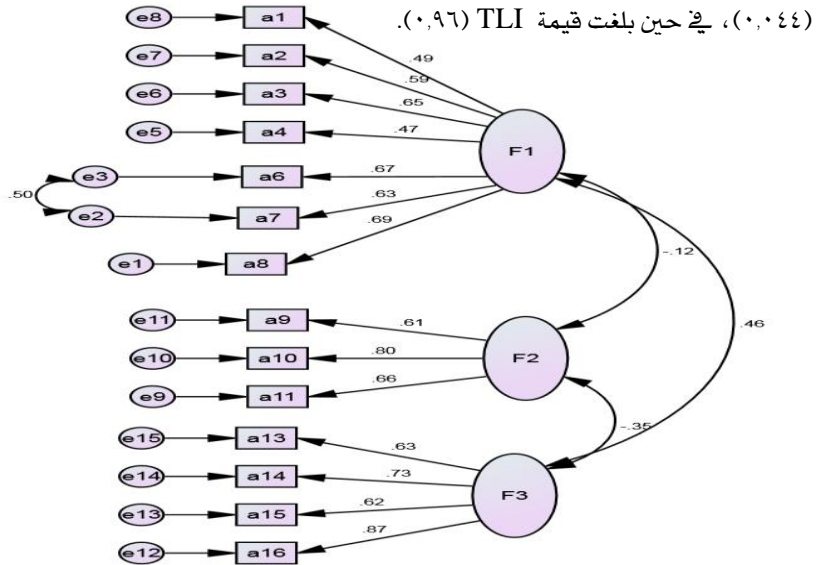 (٠,٠٤٤)، في حين بلغت قيمة TLI (٠,٩٦).
e8 a1 .49
e7 a2 .59
e6 a3 .65
e5 a4 .47
F1
e3 a6 .67
.50
e2 a7 .63
e1 a8 .69
-.12
e11 a9 .61
.46
e10 a10 .80
F2
e9 a11 .66
-.35
e15 a13 .63
e14 a14 .73
F3
e13 a15 .62
e12 a16 .87